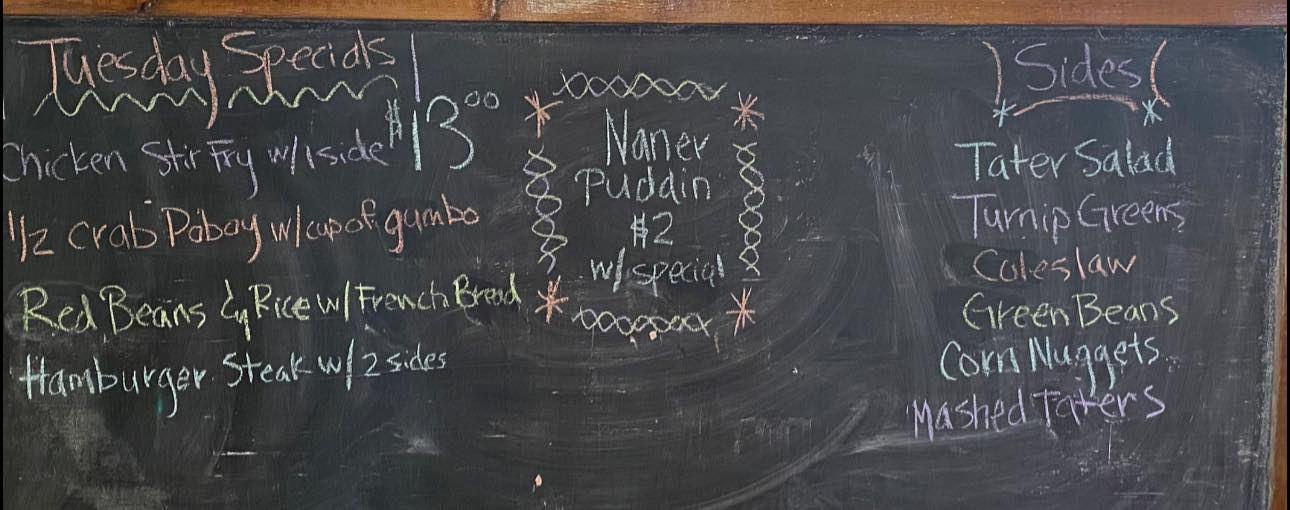 Tuesday Specials
$13.00
Chicken Stir Fry w/1side
1/2 Crab Poboy w/cup of gumbo
Red Beans & Rice w/French Bread
Hamburger Steak w/ 2 sides
Naner
Puddin
$2
w/special
Sides
Tater Salad
Turnip Greens
Coleslaw
Green Beans
Corn Nuggets
Mashed Taters